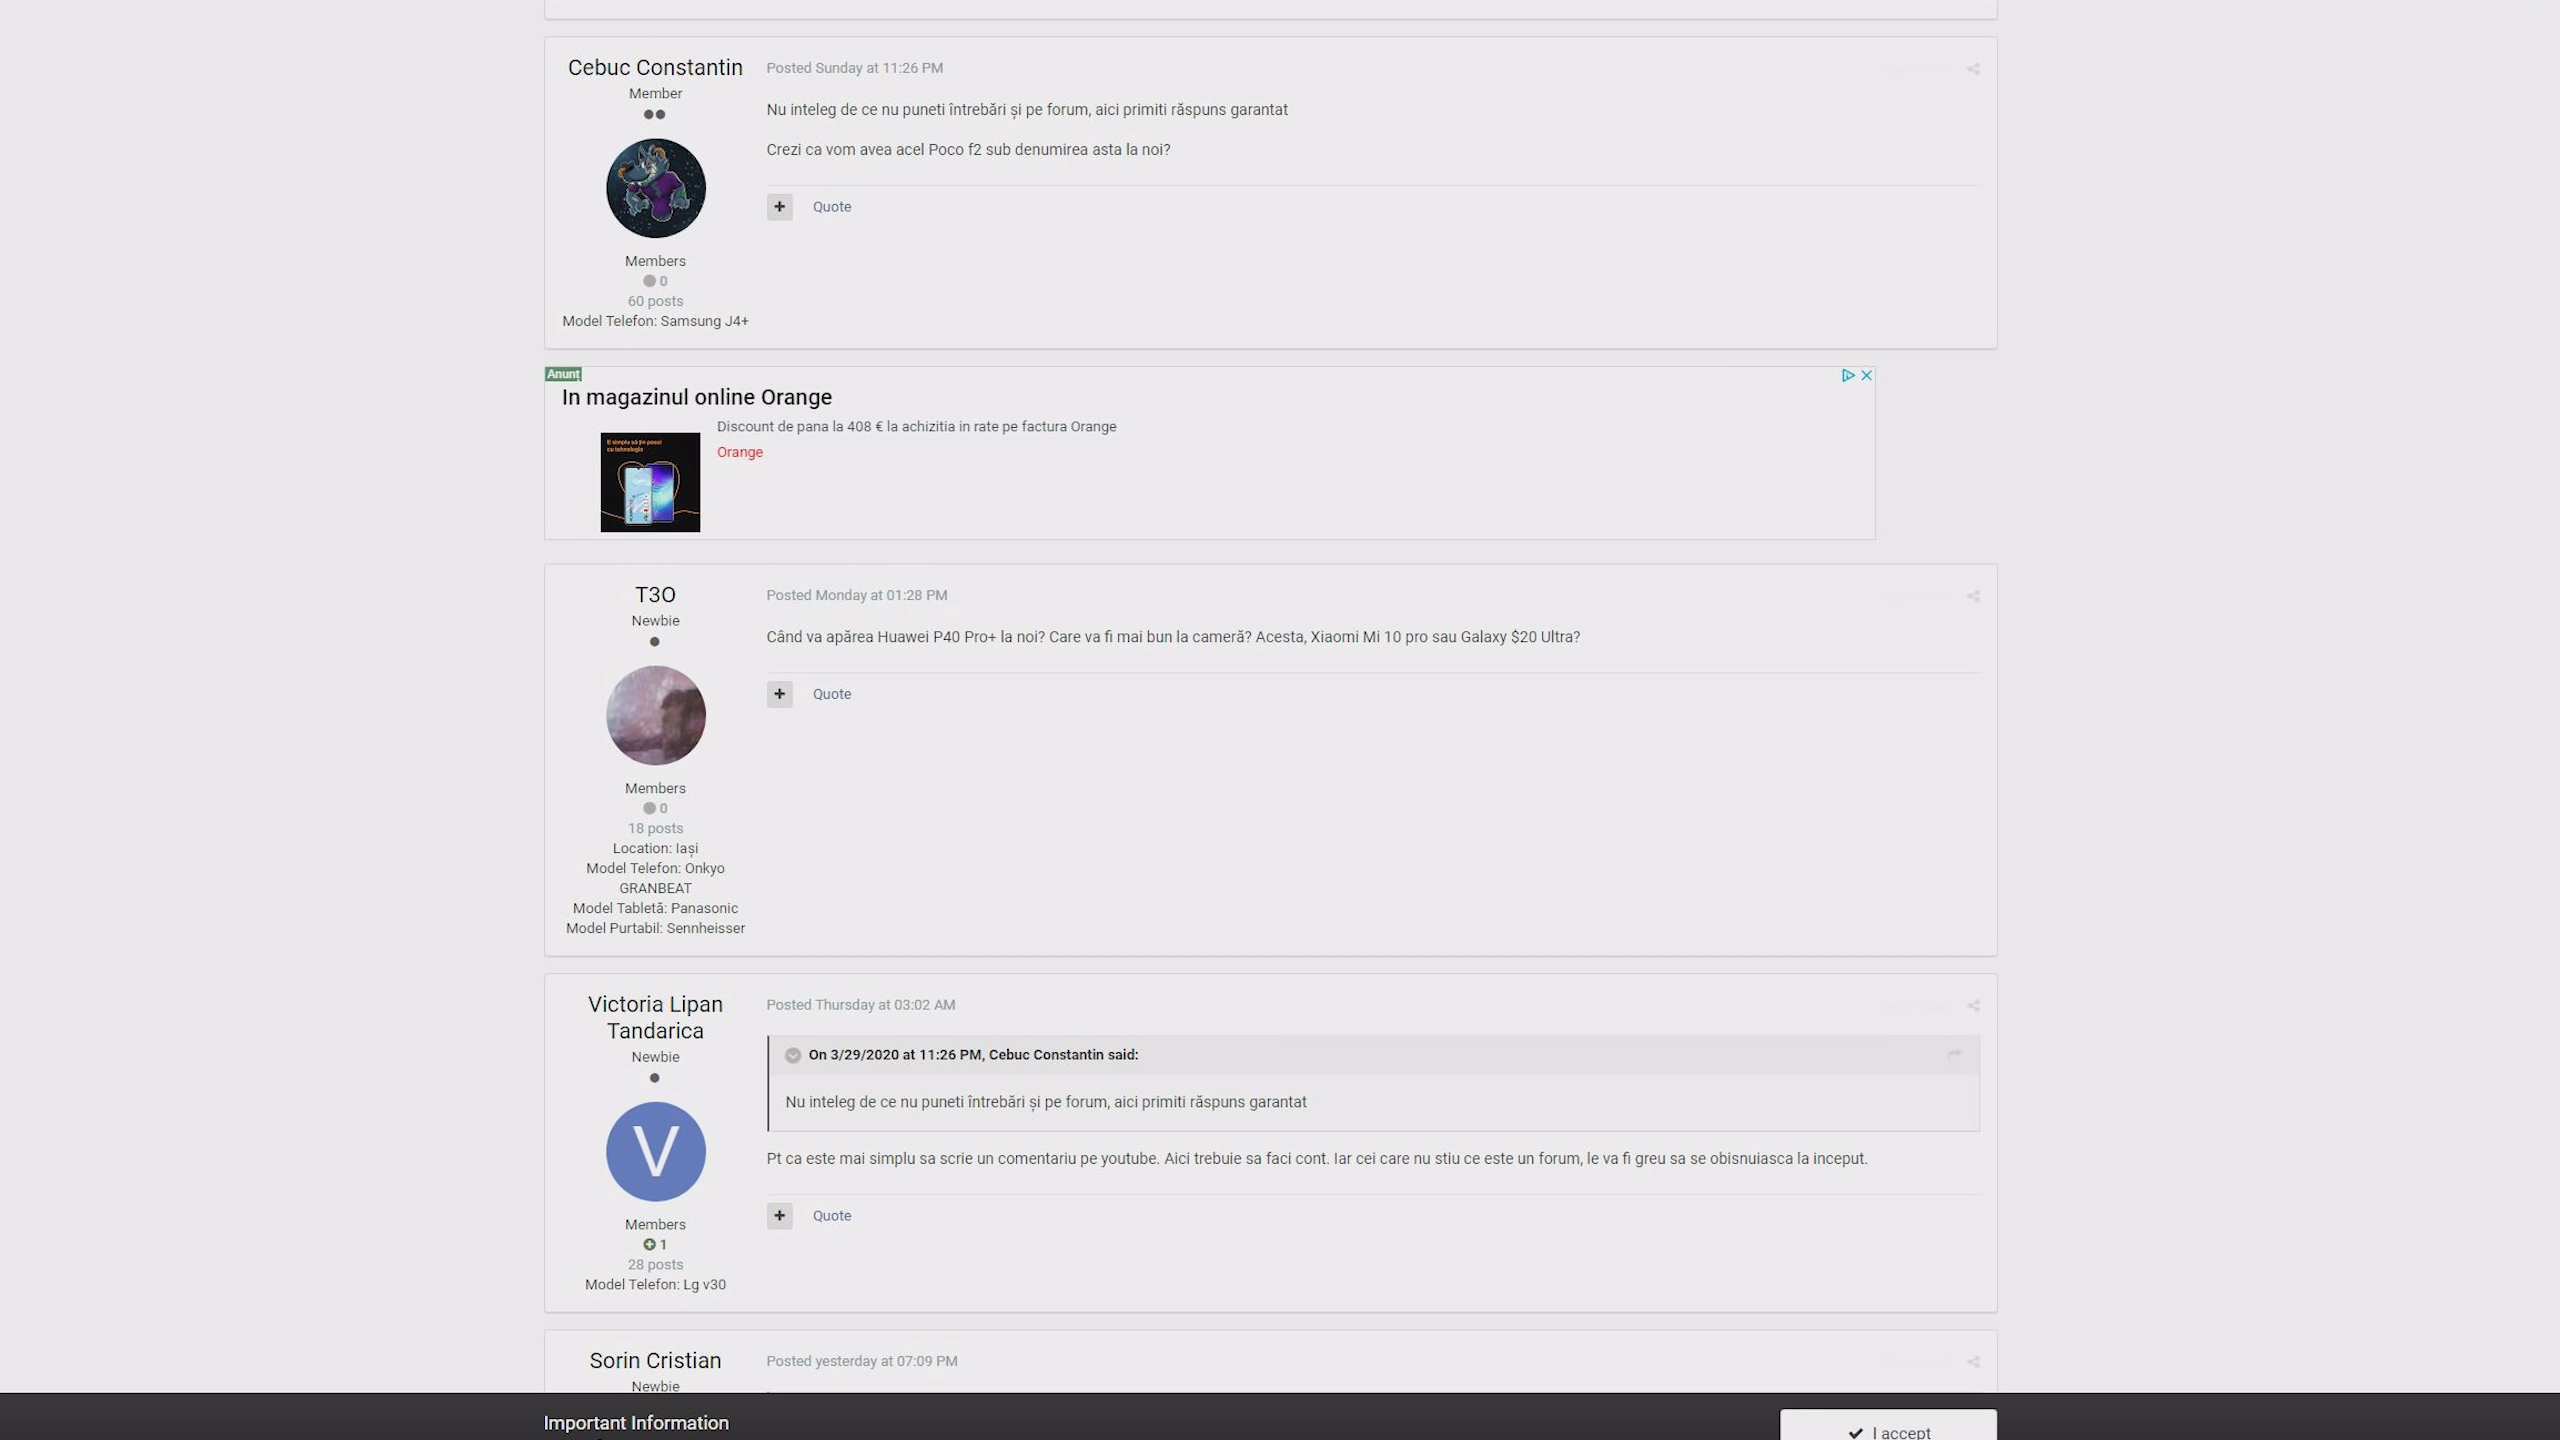 Cebuc Constantin
Member
Posted Sunday at 11:26 PM
Nu inteleg de ce nu puneti întrebări și pe forum, aici primiti răspuns garantat
Crezi ca vom avea acel Poco f2 sub denumirea asta la noi?
+ Quote
Members
0
60 posts
Model Telefon: Samsung J4+
Anunț
In magazinul online Orange
Discount de pana la 408 € la achizitia in rate pe factura Orange
Orange
E simplu să ții pasul
cu tehnologia
T3O
Newbie
Posted Monday at 01:28 PM
Când va apărea Huawei P40 Pro+ la noi? Care va fi mai bun la cameră? Acesta, Xiaomi Mi 10 pro sau Galaxy $20 Ultra?
+ Quote
Members
0
18 posts
Location: Iași
Model Telefon: Onkyo
GRANBEAT
Model Tabletă: Panasonic
Model Purtabil: Sennheisser
Victoria Lipan
Tandarica
Newbie
V
Posted Thursday at 03:02 AM
On 3/29/2020 at 11:26 PM, Cebuc Constantin said:
Nu inteleg de ce nu puneti întrebări și pe forum, aici primiti răspuns garantat
Pt ca este mai simplu sa scrie un comentariu pe youtube. Aici trebuie sa faci cont. Iar cei care nu stiu ce este un forum, le va fi greu sa se obisnuiasca la inceput.
+ Quote
Members
1
28 posts
Model Telefon: Lg v30
Sorin Cristian
Newbie
Posted yesterday at 07:09 PM
Important Information
I accept